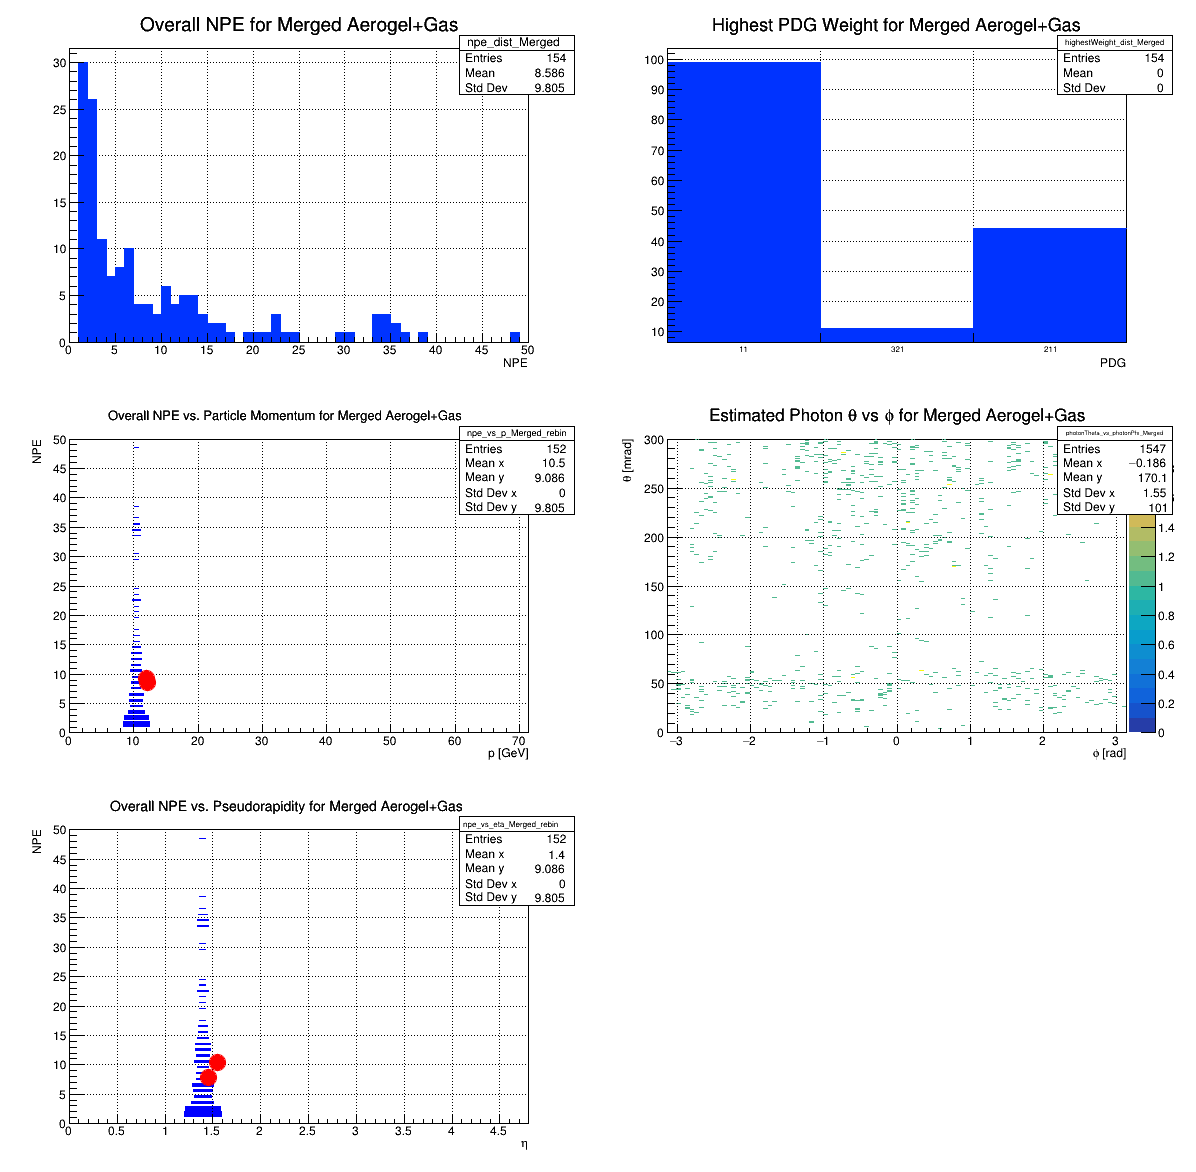 Overall NPE for Merged Aerogel+Gas
npe_dist_Merged
Entries 154
Mean 8.586
Std Dev 9.805
30
25
20
15
10
5
0
0 5 10 15 20 25 30 35 40 45 50
NPE
Highest PDG Weight for Merged Aerogel+Gas
highestWeight_dist_Merged
Entries 154
Mean 0
Std Dev 0
100
90
80
70
60
50
40
30
20
10
11 321 211
PDG
Overall NPE vs. Particle Momentum for Merged Aerogel+Gas
npe_vs_p_Merged_rebin
Entries 152
Mean x 10.5
Mean y 9.086
Std Dev x 0
Std Dev y 9.805
NPE
50
45
40
35
30
25
20
15
10
5
0
0 10 20 30 40 50 60 70
p [GeV]
Estimated Photon θ vs ϕ for Merged Aerogel+Gas
photonTheta_vs_photonPhi_Merged
Entries 1547
Mean x −0.186
Mean y 170.1
Std Dev x 1.55
Std Dev y 101
θ [mrad]
300
250
200
150
100
50
0
−3 −2 −1 0 1 2 3
ϕ [rad]
1.4
1.2
1
0.8
0.6
0.4
0.2
0
Overall NPE vs. Pseudorapidity for Merged Aerogel+Gas
npe_vs_eta_Merged_rebin
Entries 152
Mean x 1.4
Mean y 9.086
Std Dev x 0
Std Dev y 9.805
NPE
50
45
40
35
30
25
20
15
10
5
0
0 0.5 1 1.5 2 2.5 3 3.5 4 4.5
η